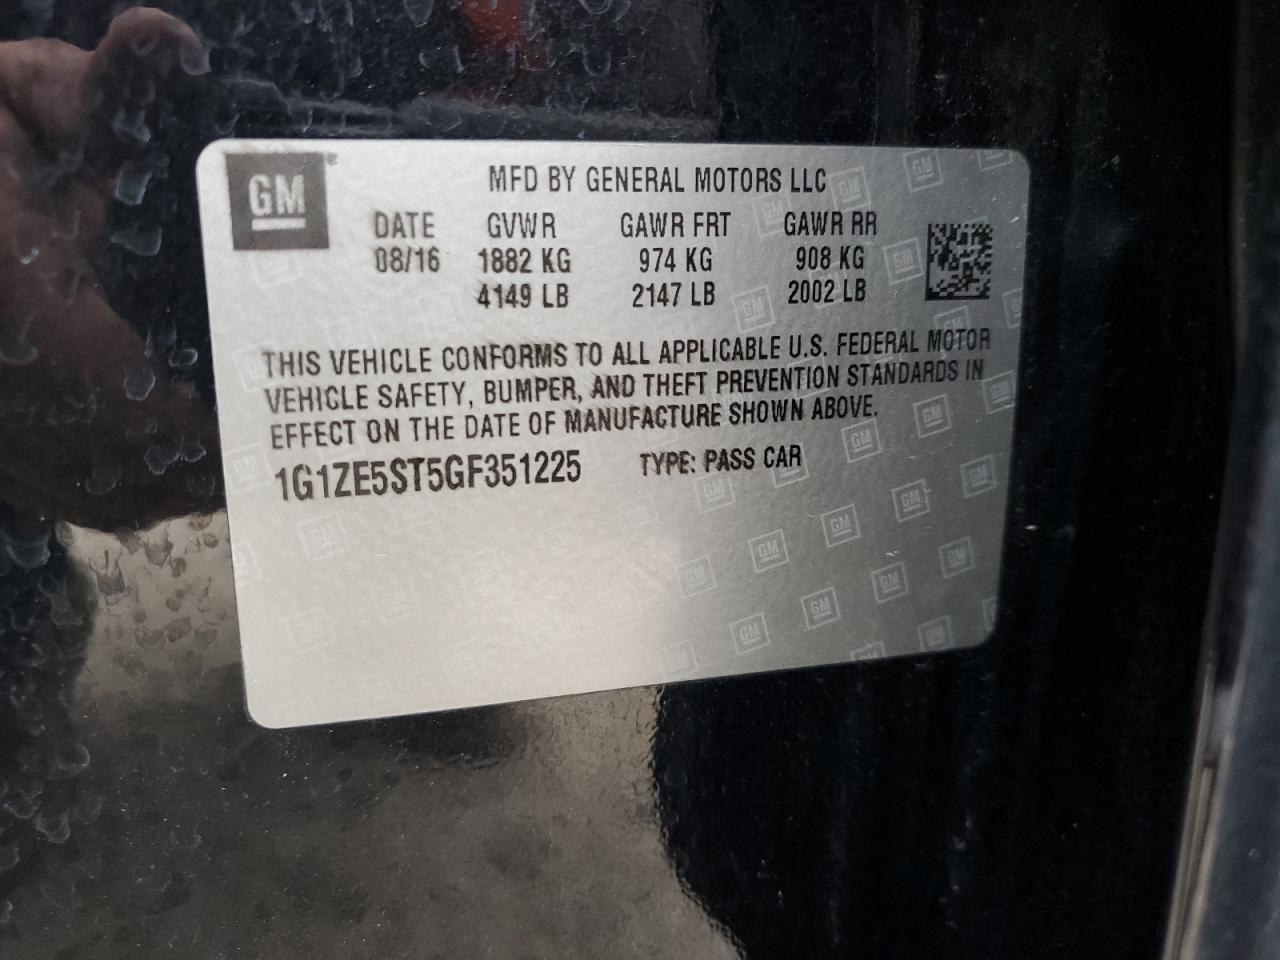 GM
MFD BY GENERAL MOTORS LLC
DATE GVWR GAWR FRT GAWR RR
08/16 1882 KG 974 KG 908 KG
4149 LB 2147 LB 2002 LB
THIS VEHICLE CONFORMS TO ALL APPLICABLE U.S. FEDERAL MOTOR
VEHICLE SAFETY, BUMPER, AND THEFT PREVENTION STANDARDS IN
EFFECT ON THE DATE OF MANUFACTURE SHOWN ABOVE.
1G1ZE5ST5GF351225 TYPE: PASS CAR